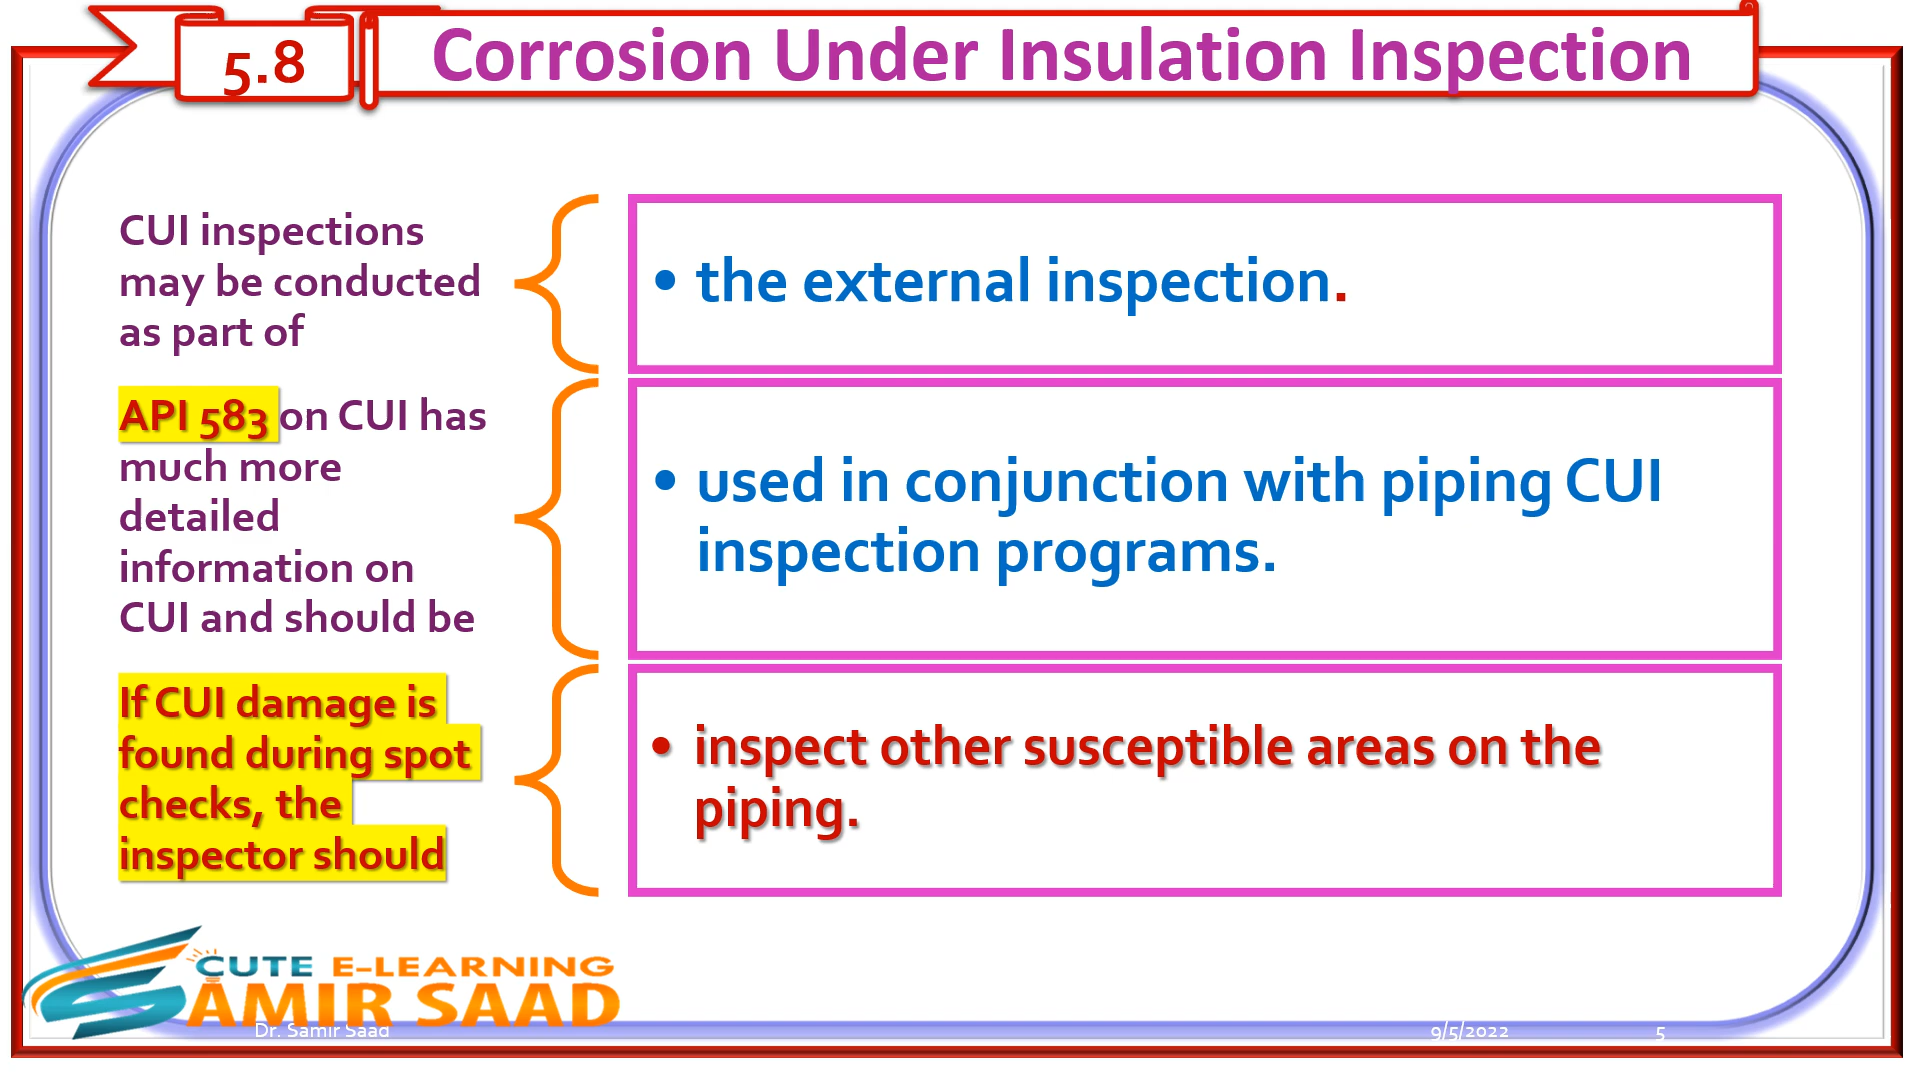 5.8
Corrosion Under Insulation Inspection
CUI inspections
may be conducted
as part of
• the external inspection.
API 583 on CUI has
much more
detailed
information on
CUI and should be
• used in conjunction with piping CUI
inspection programs.
If CUI damage is
found during spot
checks, the
inspector should
• inspect other susceptible areas on the
piping.
CUTE E-LEARNING
SAMIR SAAD
Dr. Samir Saad
9/5/2022
5